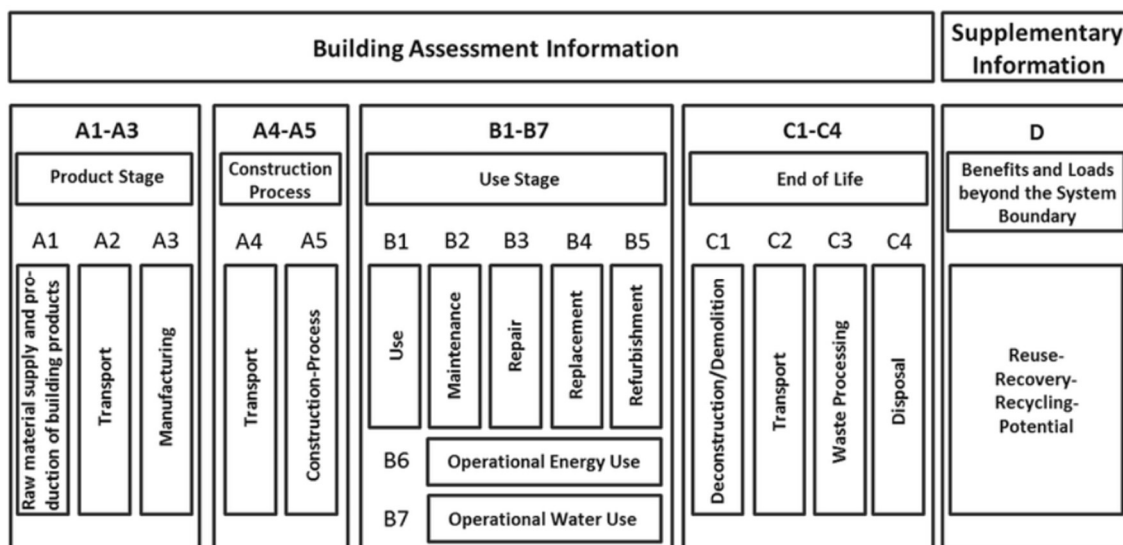 Building Assessment Information
Supplementary
Information
A1-A3
Product Stage
A1
A2
A3
Raw material supply and pro-
duction of building products
Transport
Manufacturing
A4-A5
Construction
Process
A4
A5
Transport
Construction-Process
B1-B7
Use Stage
B1
B2
B3
B4
B5
Use
Maintenance
Repair
Replacement
Refurbishment
B6
Operational Energy Use
B7
Operational Water Use
C1-C4
End of Life
C1
C2
C3
C4
Deconstruction/Demolition
Transport
Waste Processing
Disposal
D
Benefits and Loads
beyond the System
Boundary
Reuse-
Recovery-
Recycling-
Potential